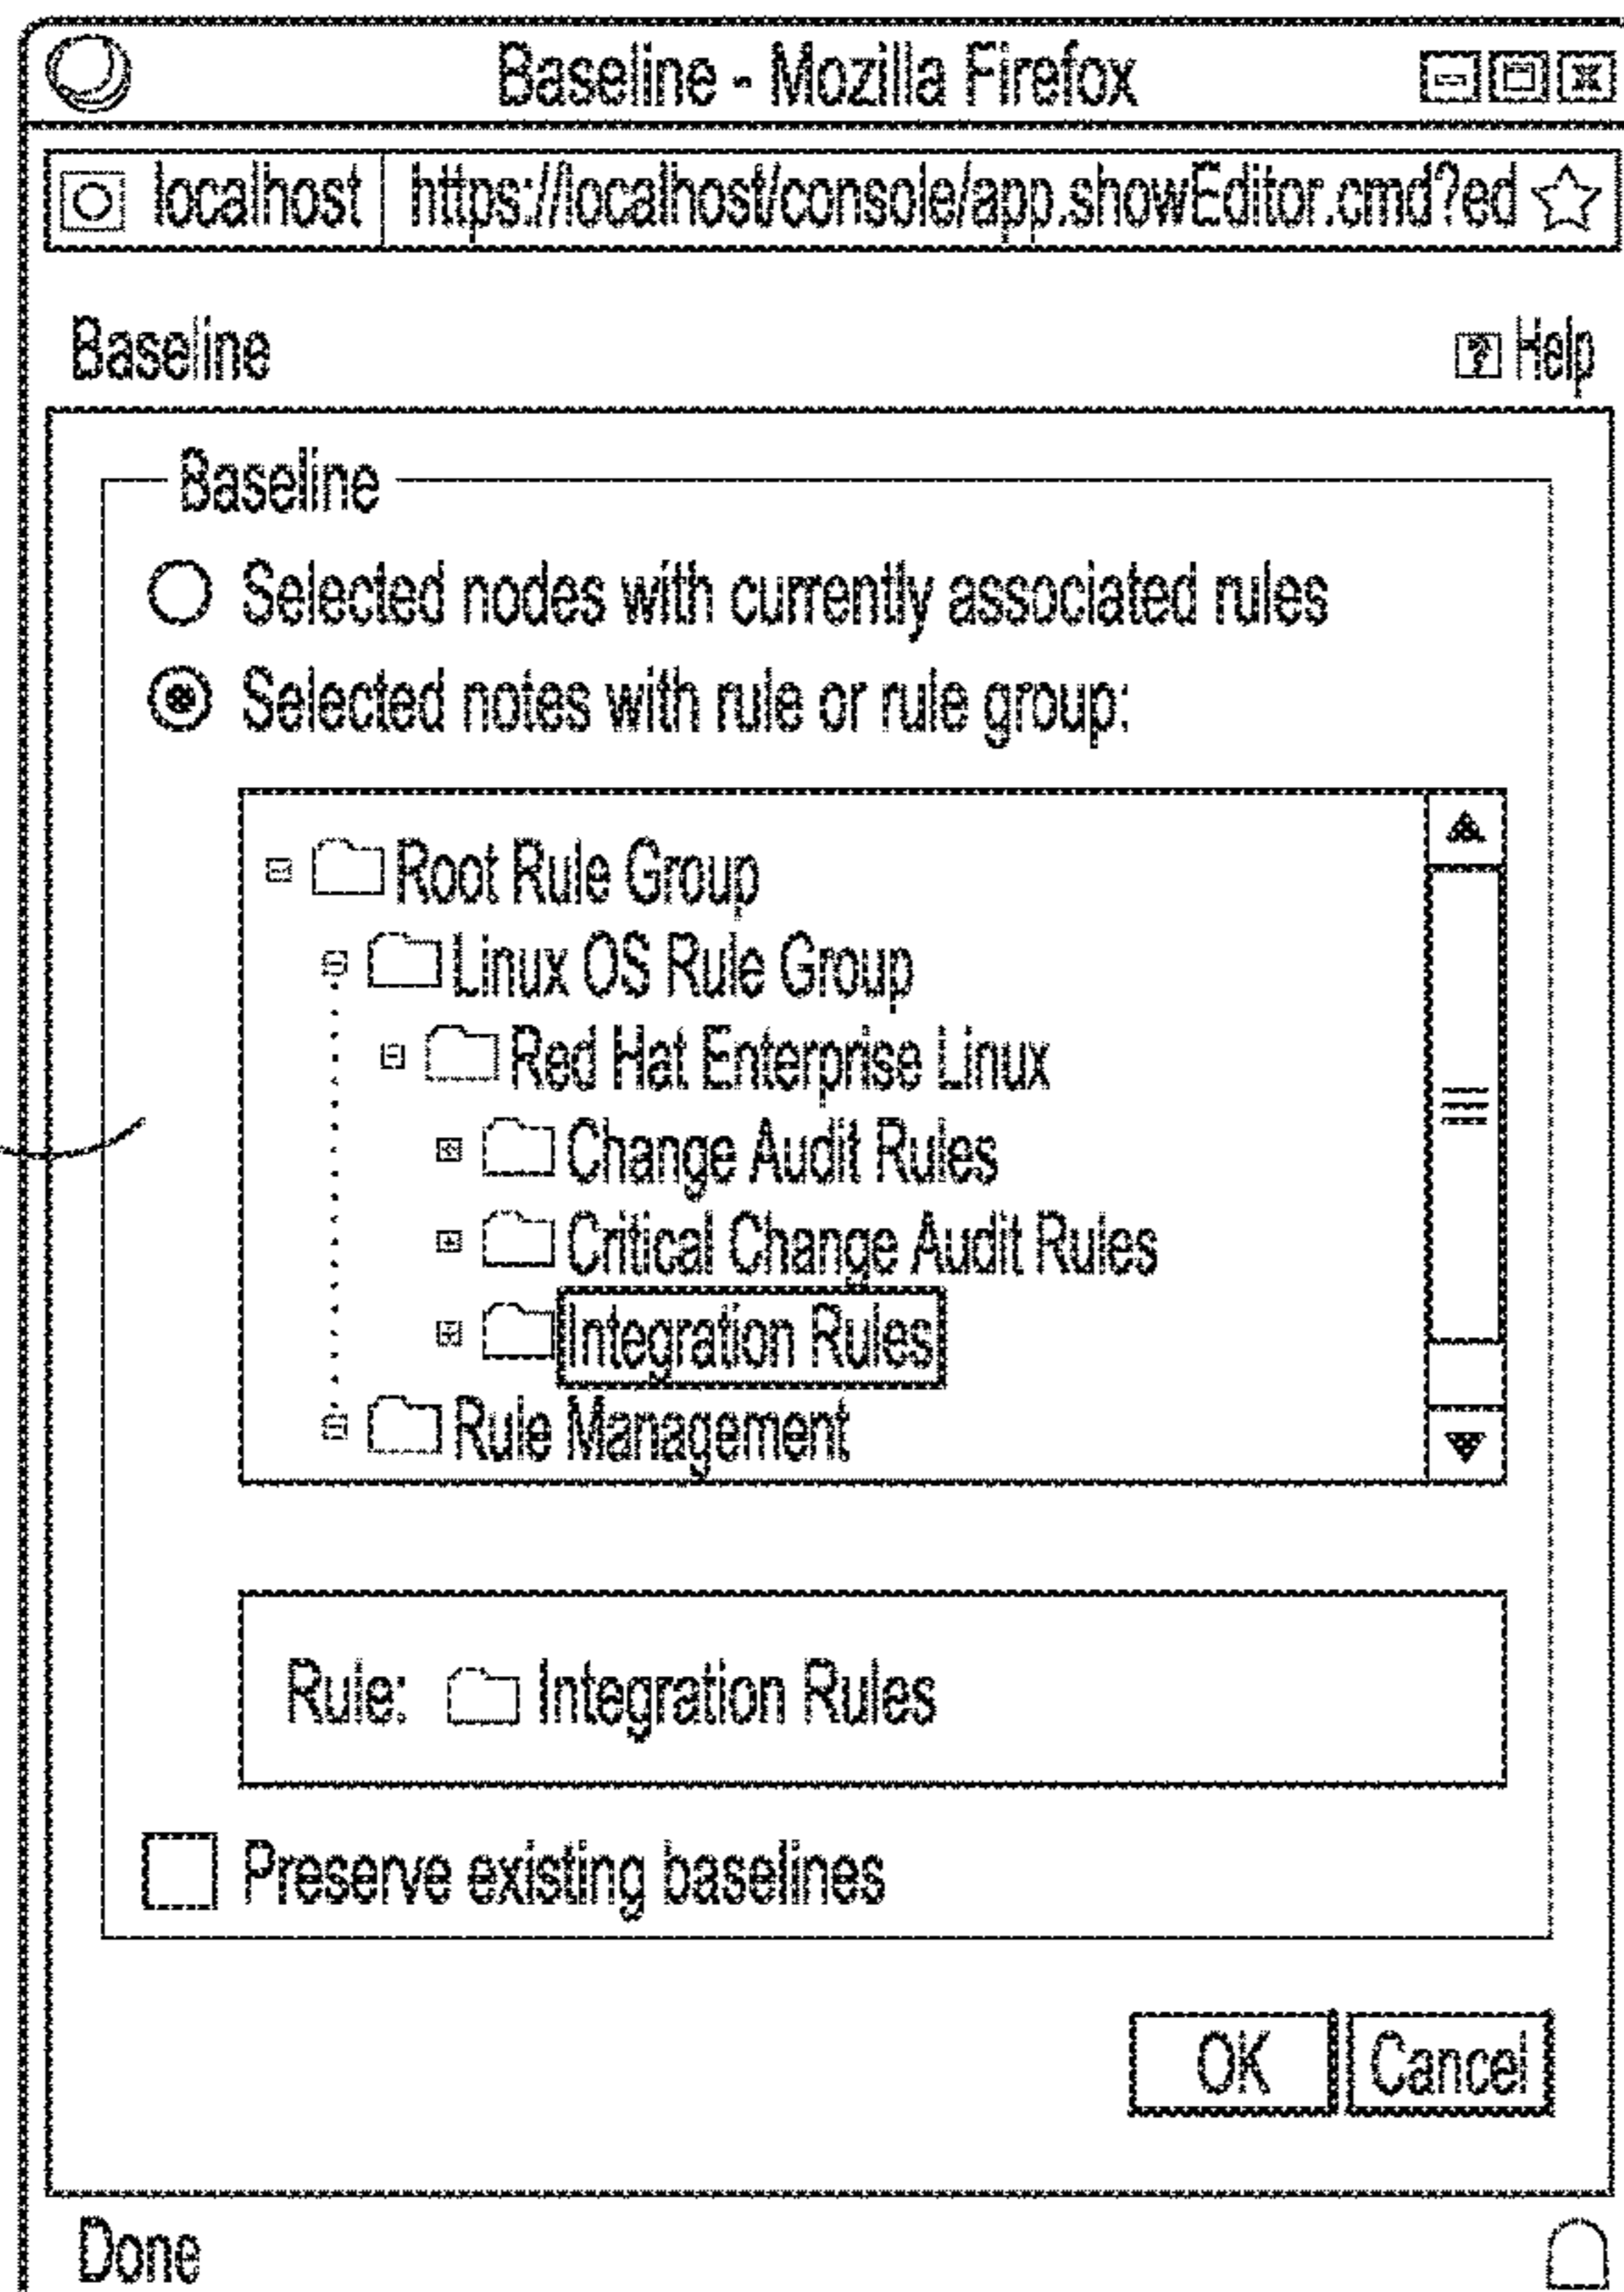 Baseline - Mozilla Firefox
localhost https://localhost/console/app.showEditor.cmd?ed
Baseline
? Help
Baseline
Selected nodes with currently associated rules
Selected notes with rule or rule group:
Root Rule Group
Linux OS Rule Group
Red Hat Enterprise Linux
Change Audit Rules
Critical Change Audit Rules
Integration Rules
Rule Management
Rule: Integration Rules
Preserve existing baselines
OK Cancel
Done